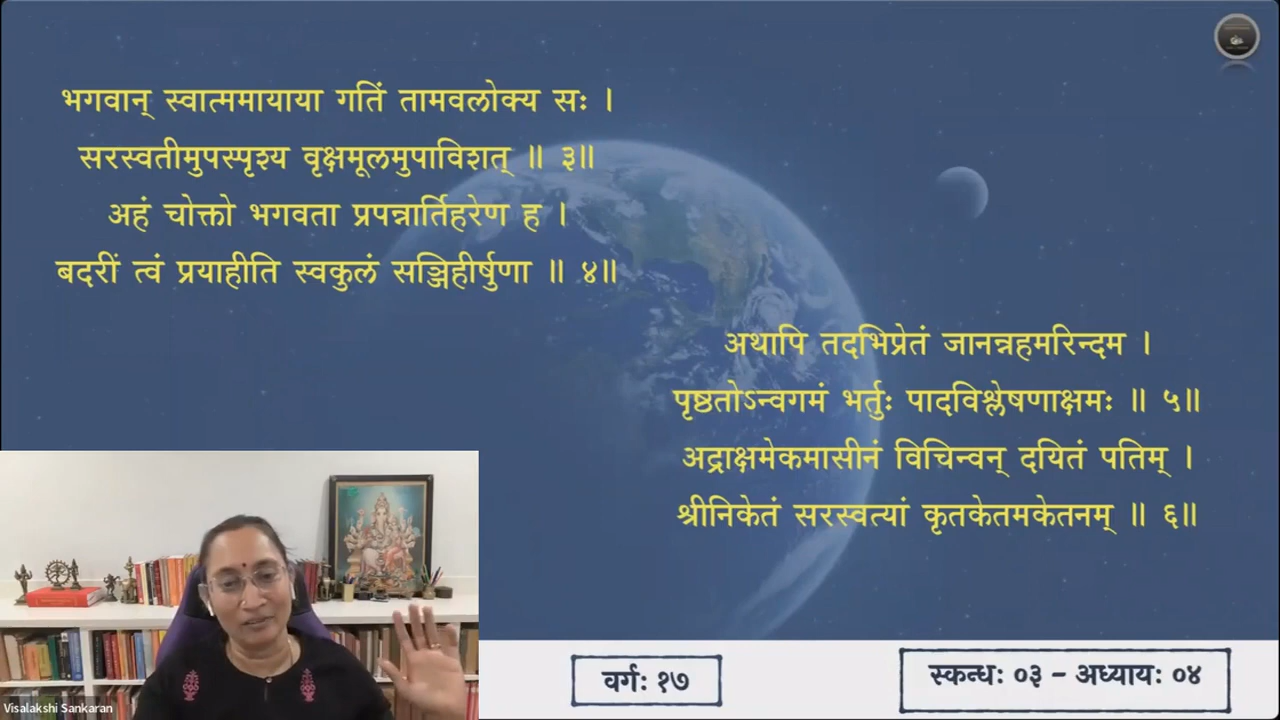 भगवान् स्वात्ममायाया गतिं तामवलोक्य सः ।
सरस्वतीमुपस्पृश्य वृक्षमूलमुपाविशत् ॥ ३॥
अहं चोक्तो भगवता प्रपन्नार्तिहरेण ह ।
बदरीं त्वं प्रयाहीति स्वकुलं सञ्जिहीर्षुणा ॥ ४॥
अथापि तदभिप्रेतं जानन्नहमरिन्दम ।
पृष्ठतोऽन्वगमं भर्तुः पादविश्लेषणाक्षमः ॥ ५॥
अद्राक्षमेकमासीनं विचिन्वन् दयितं पतिम् ।
श्रीनिकेतं सरस्वत्यां कृतकेतमकेतनम् ॥ ६॥
Visalakshi Sankaran
वर्गः १७
स्कन्धः ०३ – अध्यायः ०४